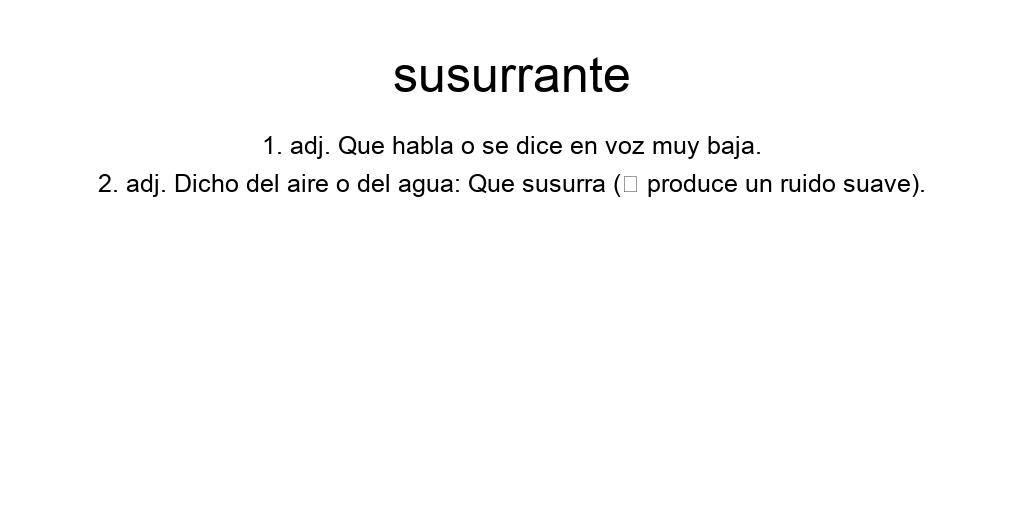 susurrante
1. adj. Que habla o se dice en voz muy baja.
2. adj. Dicho del aire o del agua: Que susurra ( produce un ruido suave).